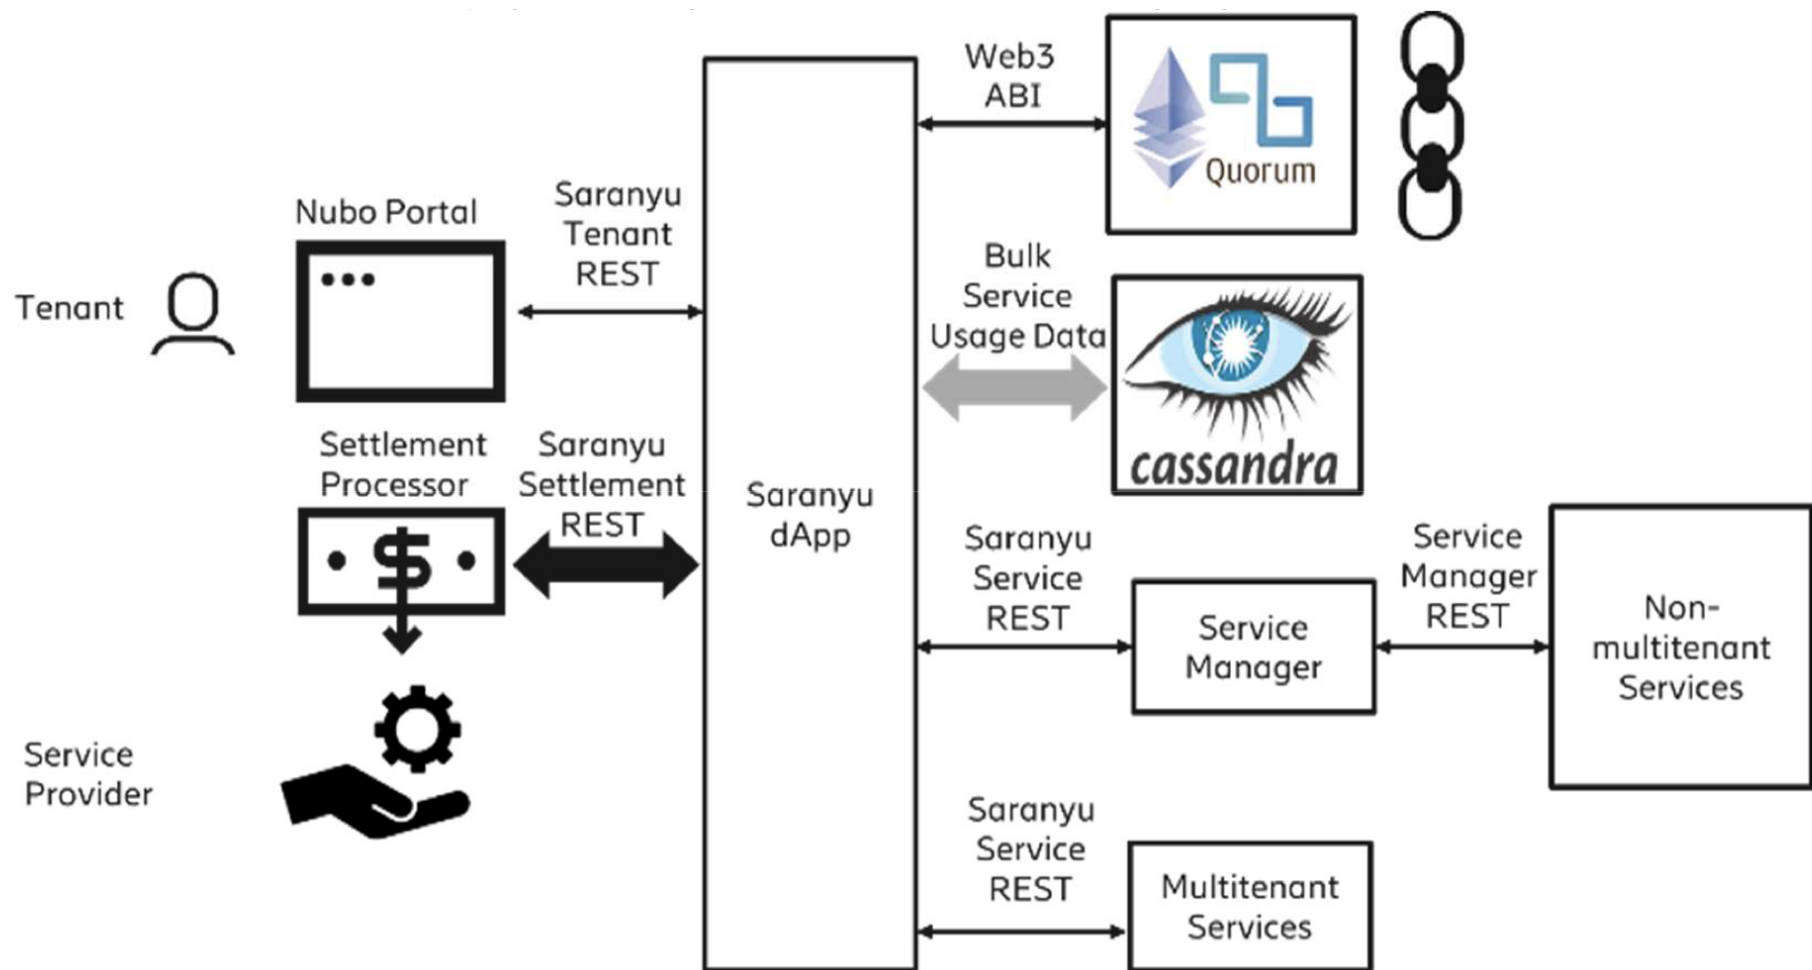 Web3
ABI
Quorum
Saranyu
Tenant
REST
Nubo Portal
Tenant
Bulk
Service
Usage Data
cassandra
Settlement
Processor
Saranyu
Settlement
REST
$
Saranyu
dApp
Saranyu
Service
REST
Service
Manager
Service
Manager
REST
Non-
multitenant
Services
Service
Provider
Saranyu
Service
REST
Multitenant
Services